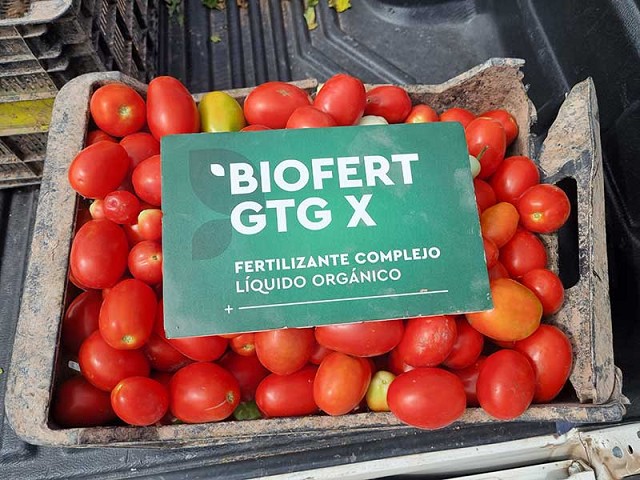 BIOFERT
GTG X
FERTILIZANTE COMPLEJO
LÍQUIDO ORGÁNICO
+